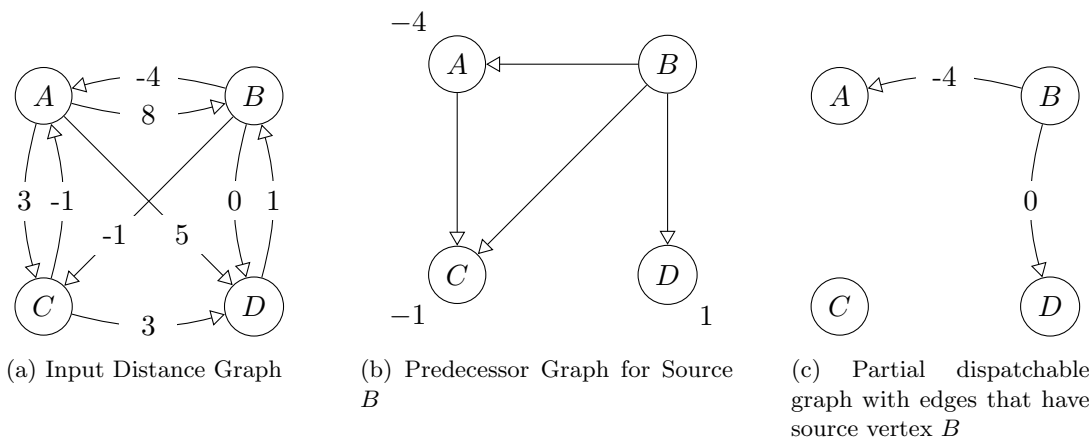 -4
A
B
8
3
-1
0
1
-1
5
C
D
3
(a) Input Distance Graph
−4
A
B
C
D
−1
1
(b) Predecessor Graph for Source
B
-4
A
B
0
C
D
(c) Partial dispatchable
graph with edges that have
source vertex B